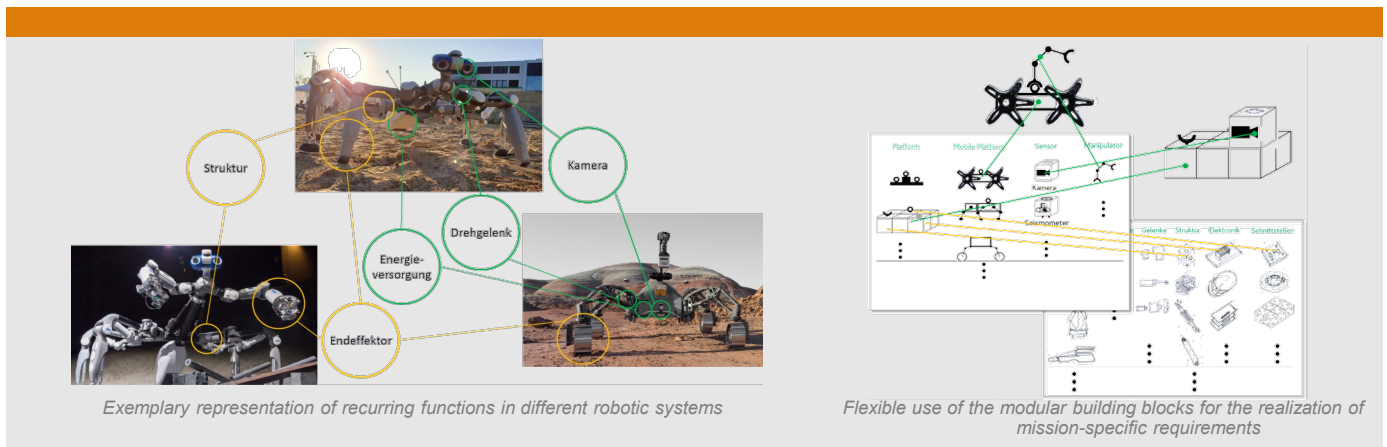 Struktur
Kamera
Drehgelenk
Energie-
versorgung
Endeffektor
Exemplary representation of recurring functions in different robotic systems
Platform
Mobile Platform
Sensor
Manipulator
Kamera
Seismometer
Gelenke
Struktur
Elektronik
Schnittstellen
Flexible use of the modular building blocks for the realization of
mission-specific requirements